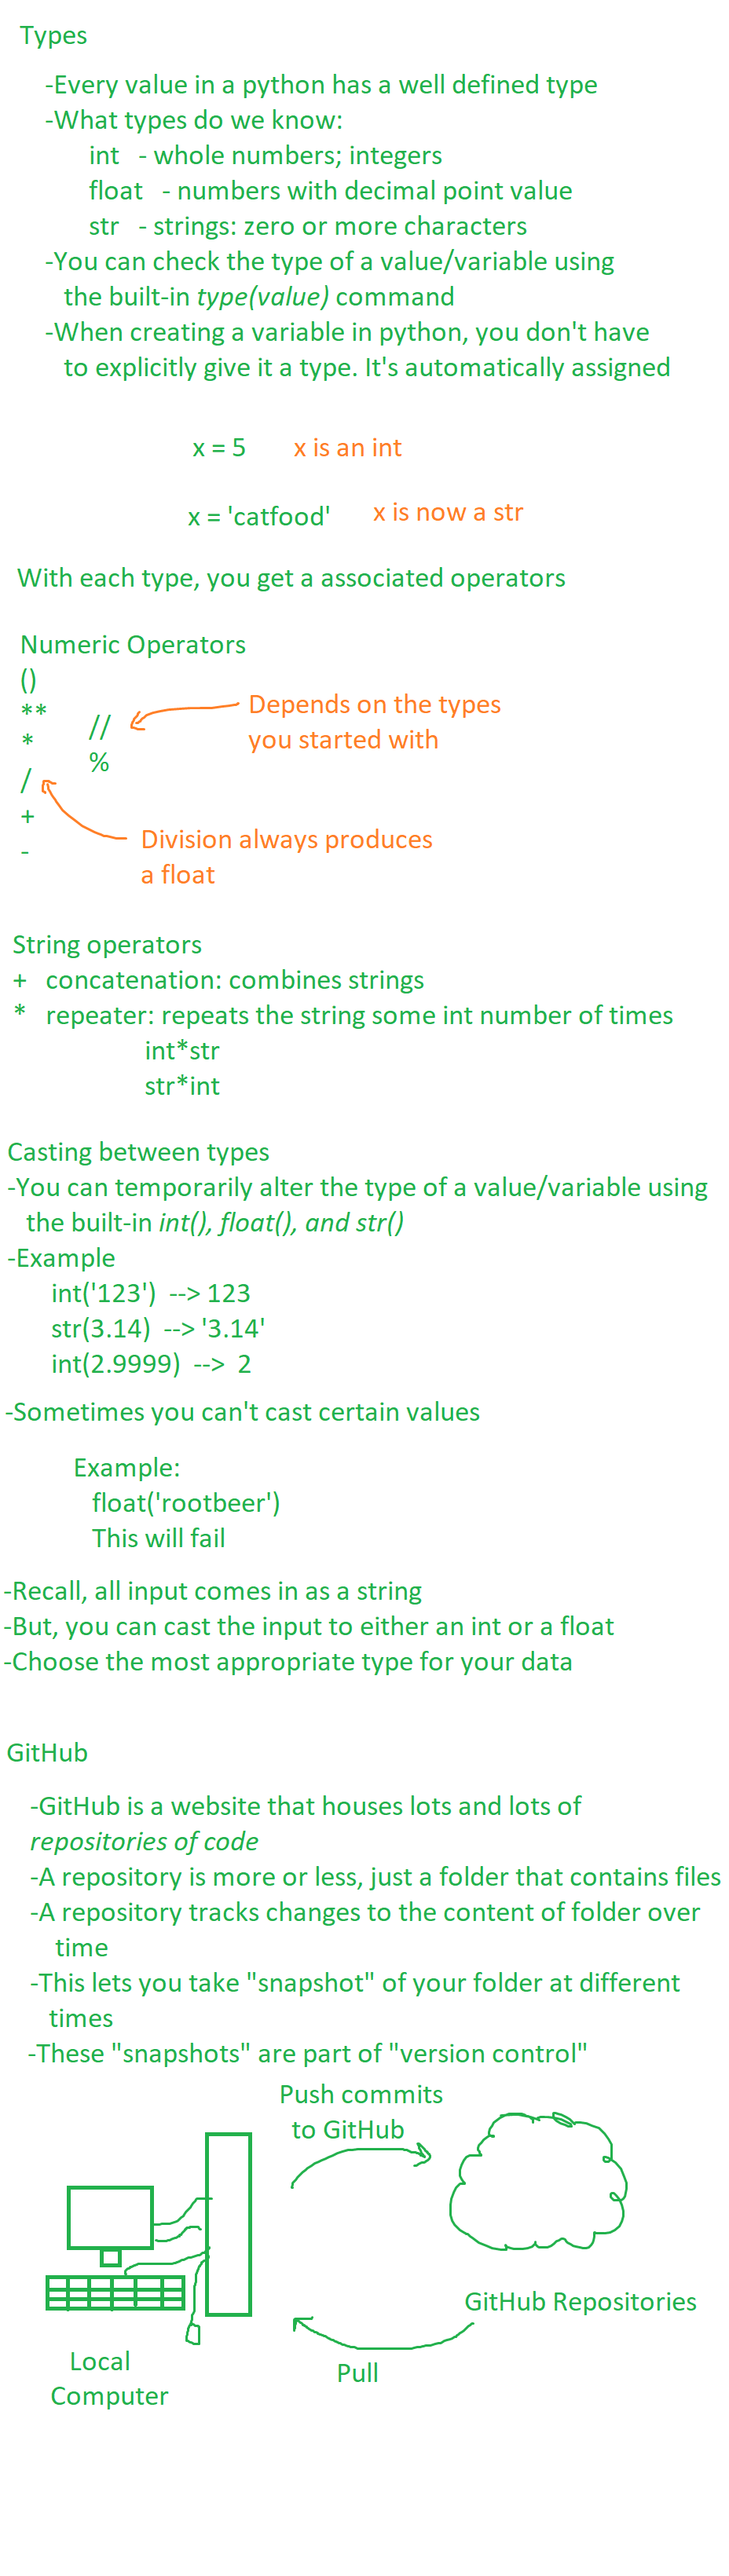 Types
-Every value in a python has a well defined type
-What types do we know:
int - whole numbers; integers
float - numbers with decimal point value
str - strings: zero or more characters
-You can check the type of a value/variable using
the built-in type(value) command
-When creating a variable in python, you don't have
to explicitly give it a type. It's automatically assigned
x = 5 x is an int
x = 'catfood' x is now a str
With each type, you get a associated operators
Numeric Operators
()
**
*
/
+
-
//
%
Depends on the types
you started with
Division always produces
a float
String operators
+ concatenation: combines strings
* repeater: repeats the string some int number of times
int*str
str*int
Casting between types
-You can temporarily alter the type of a value/variable using
the built-in int(), float(), and str()
-Example
int('123') --> 123
str(3.14) --> '3.14'
int(2.9999) --> 2
-Sometimes you can't cast certain values
Example:
float('rootbeer')
This will fail
-Recall, all input comes in as a string
-But, you can cast the input to either an int or a float
-Choose the most appropriate type for your data
GitHub
-GitHub is a website that houses lots and lots of
repositories of code
-A repository is more or less, just a folder that contains files
-A repository tracks changes to the content of folder over
time
-This lets you take "snapshot" of your folder at different
times
-These "snapshots" are part of "version control"
Push commits
to GitHub
GitHub Repositories
Local
Computer
Pull